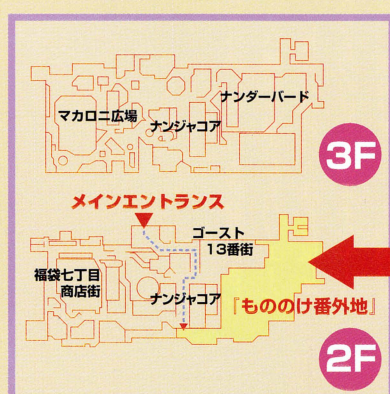 ナンダーバード
マカロニ広場
ナンジャコア
3F
メインエントランス
ゴースト
13番街
福袋七丁目
商店街
ナンジャコア
『もののけ番外地』
2F